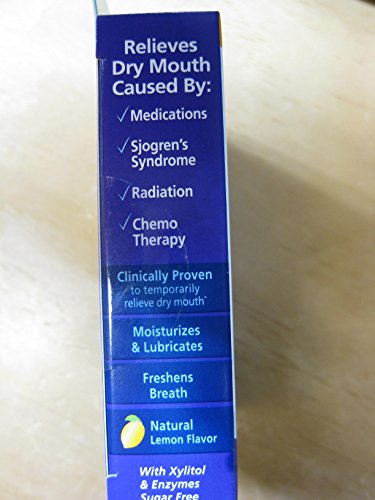 Relieves
Dry Mouth
Caused By:
✓Medications
✓Sjogren's
Syndrome
✓Radiation
✓Chemo
Therapy
Clinically Proven
to temporarily
relieve dry mouth^
Moisturizes
& Lubricates
Freshens
Breath
Natural
Lemon Flavor
With Xylitol
& Enzymes
Sugar Free